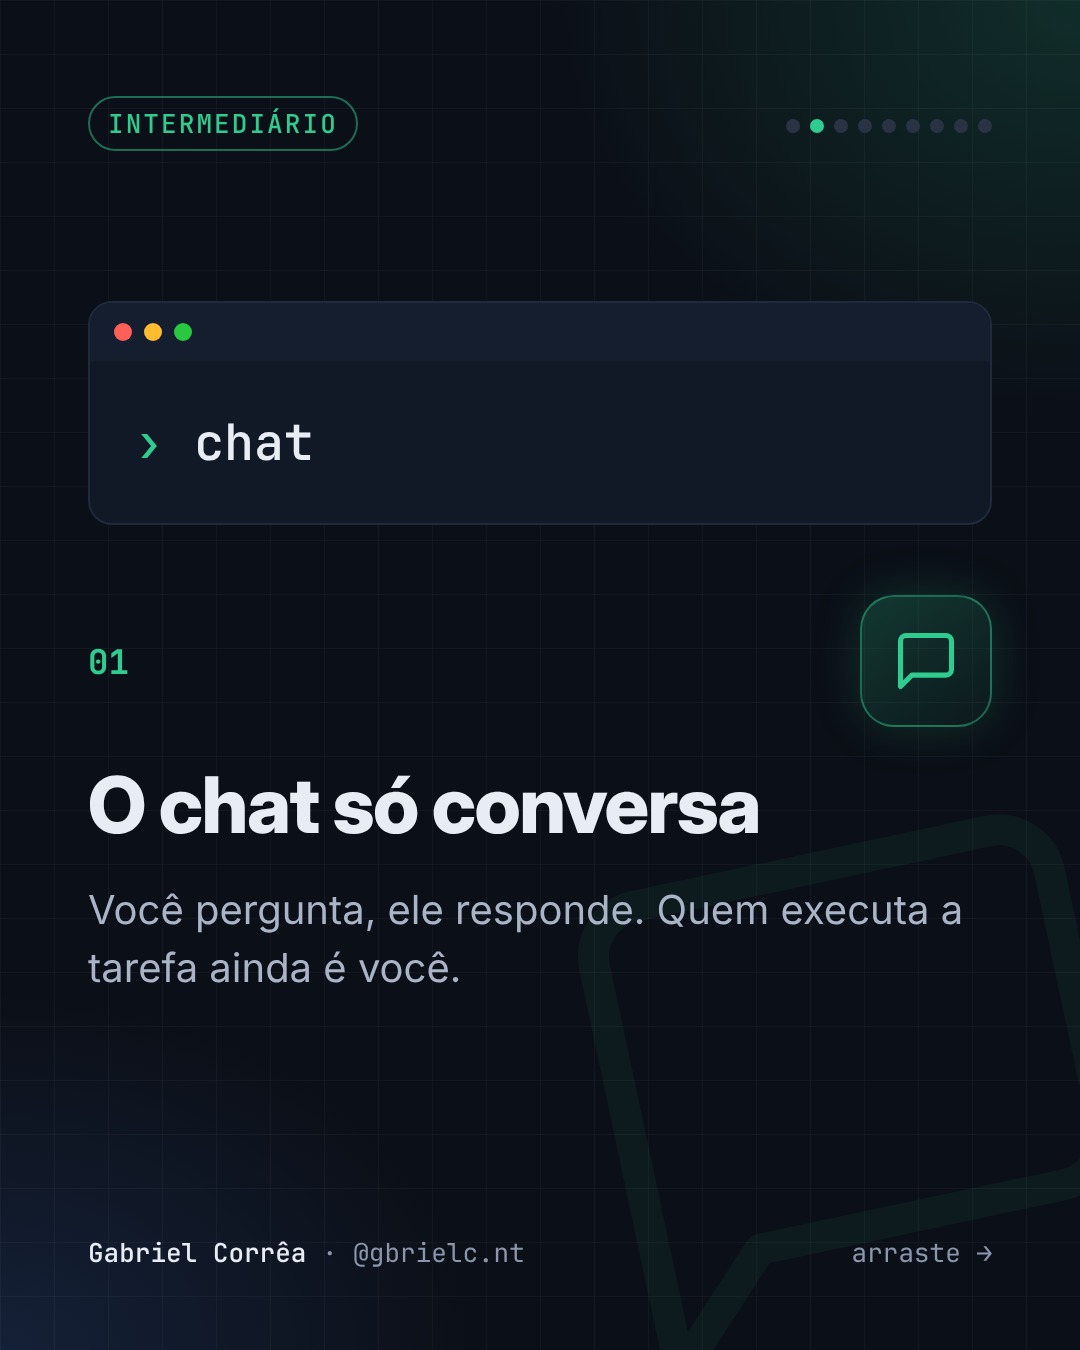 INTERMEDIÁRIO
› chat
01
O chat só conversa
Você pergunta, ele responde. Quem executa a
tarefa ainda é você.
Gabriel Corrêa · @gbrielc.nt
arraste →